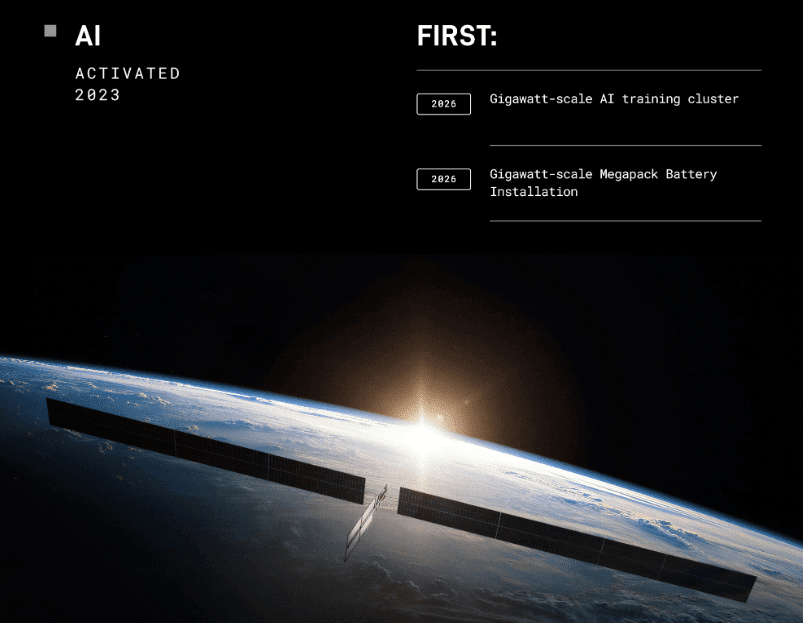 AI
ACTIVATED
2023
FIRST:
2026
Gigawatt-scale AI training cluster
2026
Gigawatt-scale Megapack Battery
Installation